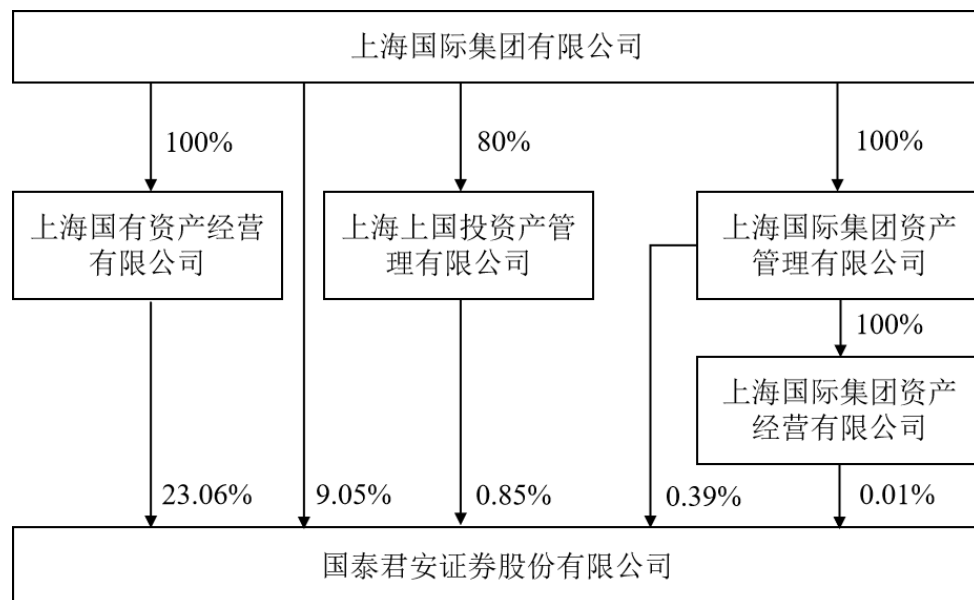 上海国际集团有限公司
100%
80%
100%
上海国有资产经营
有限公司
上海上国投资产管
理有限公司
上海国际集团资产
管理有限公司
100%
上海国际集团资产
经营有限公司
23.06%
9.05%
0.85%
0.39%
0.01%
国泰君安证券股份有限公司